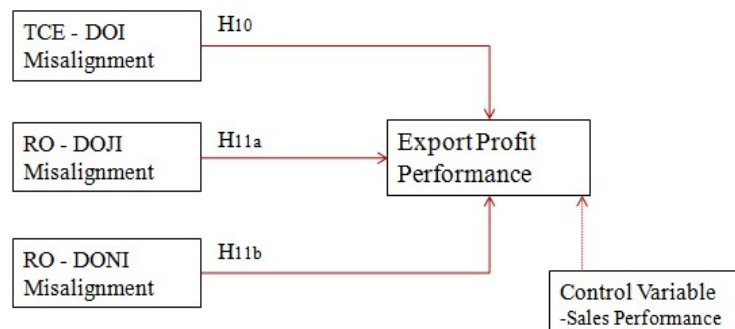 TCE - DOI
Misalignment
H10
RO - DOJI
Misalignment
H11a
Export Profit
Performance
RO - DONI
Misalignment
H11b
Control Variable
-Sales Performance